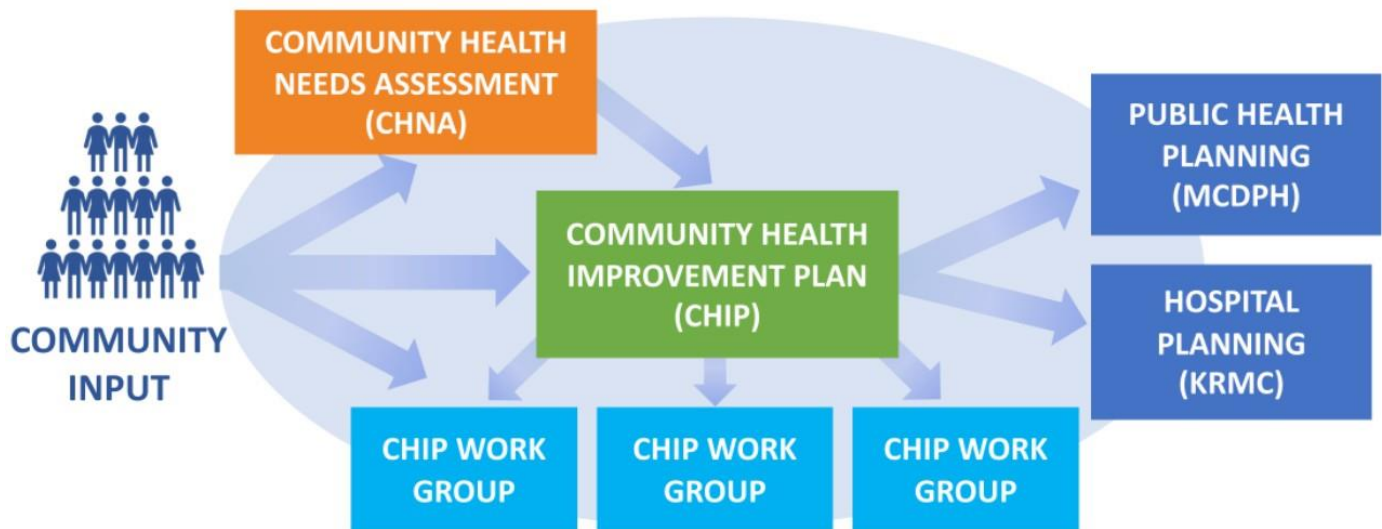 COMMUNITY HEALTH
NEEDS ASSESSMENT
(CHNA)
COMMUNITY
INPUT
COMMUNITY HEALTH
IMPROVEMENT PLAN
(CHIP)
PUBLIC HEALTH
PLANNING
(MCDPH)
HOSPITAL
PLANNING
(KRMC)
CHIP WORK
GROUP
CHIP WORK
GROUP
CHIP WORK
GROUP